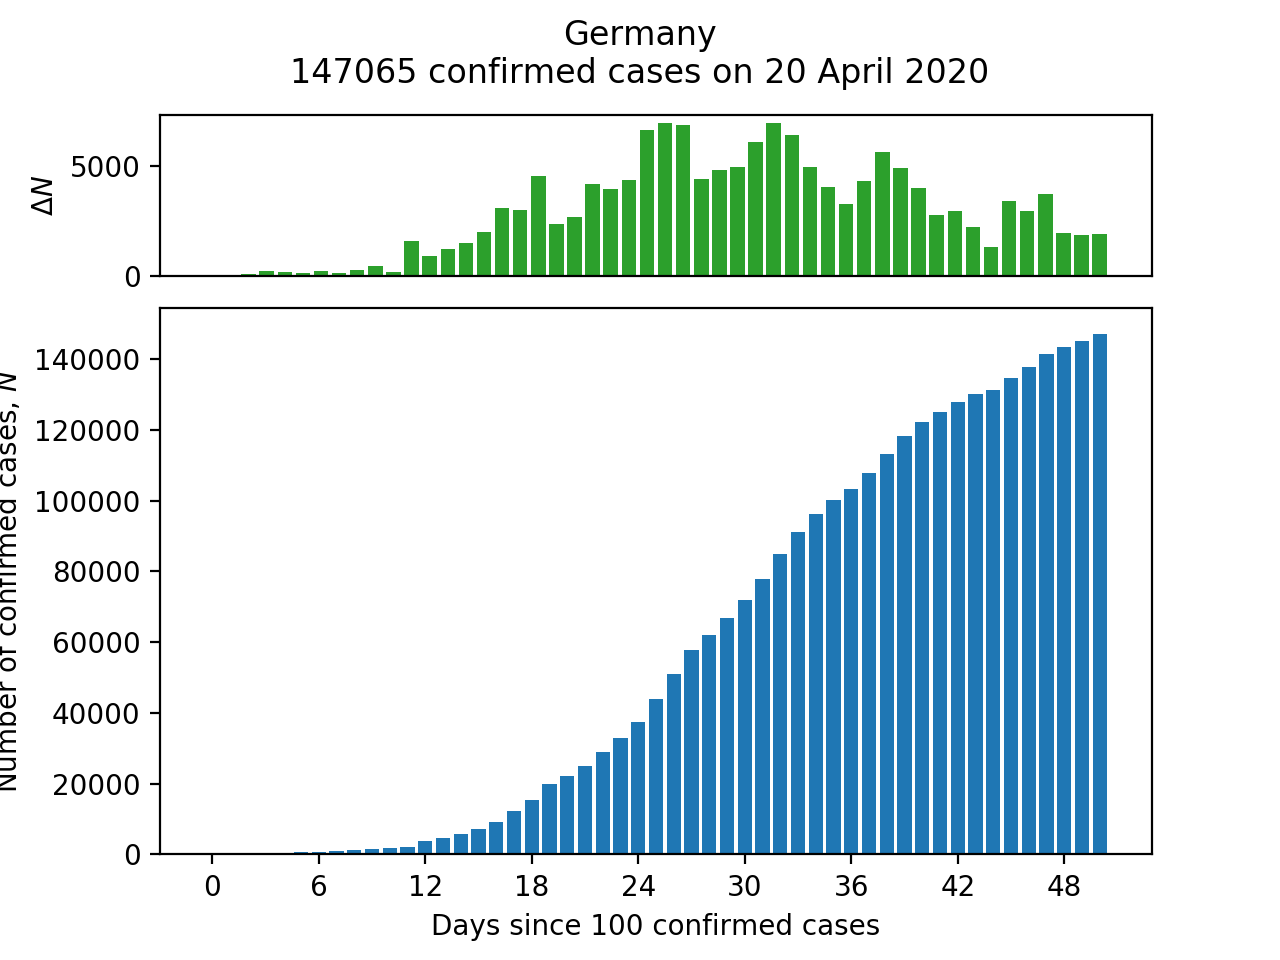 Germany
147065 confirmed cases on 20 April 2020
5000
0
ΔN
140000
120000
100000
80000
60000
40000
20000
0
Number of confirmed cases, N
0 6 12 18 24 30 36 42 48
Days since 100 confirmed cases